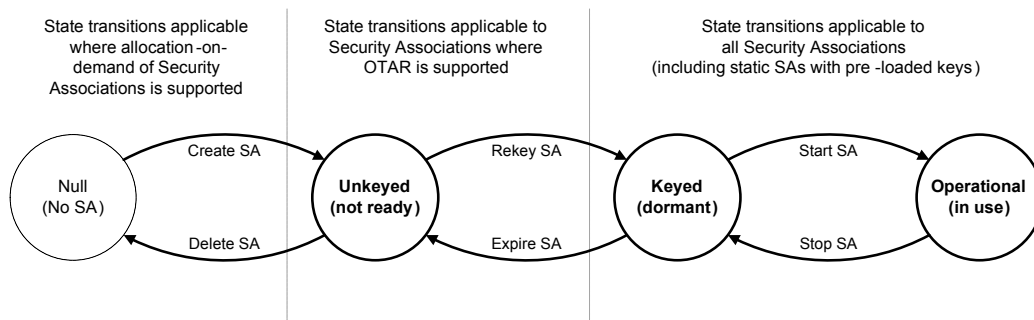 State transitions applicable
where allocation-on-
demand of Security
Associations is supported
State transitions applicable to
Security Associations where
OTAR is supported
State transitions applicable to
all Security Associations
(including static SAs with pre -loaded keys)
Null
(No SA)
Create SA
Delete SA
Unkeyed
(not ready)
Rekey SA
Expire SA
Keyed
(dormant)
Start SA
Stop SA
Operational
(in use)